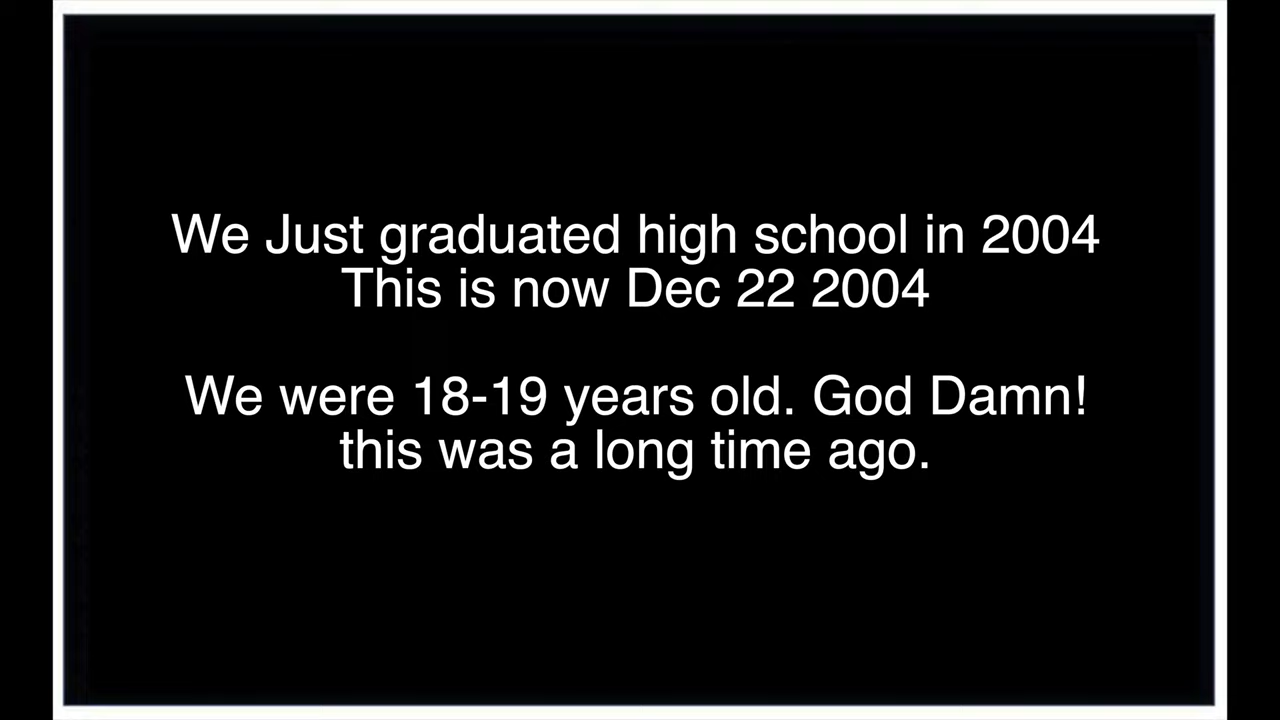 We Just graduated high school in 2004
This is now Dec 22 2004
We were 18-19 years old. God Damn!
this was a long time ago.